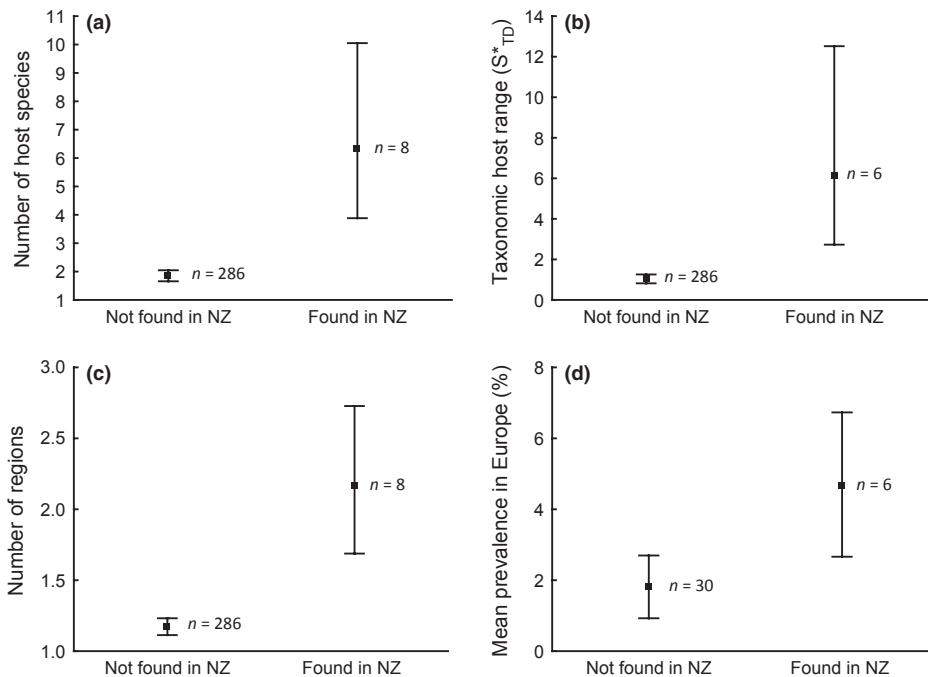 (a)
Number of host species
11
10
9
8
7
6
5
4
3
2
1
n = 286
n = 8
Not found in NZ Found in NZ
(b)
Taxonomic host range (S*TD)
14
12
10
8
6
4
2
0
n = 286
n = 6
Not found in NZ Found in NZ
(c)
Number of regions
3.0
2.5
2.0
1.5
1.0
n = 286
n = 8
Not found in NZ Found in NZ
(d)
Mean prevalence in Europe (%)
8
6
4
2
0
n = 30
n = 6
Not found in NZ Found in NZ